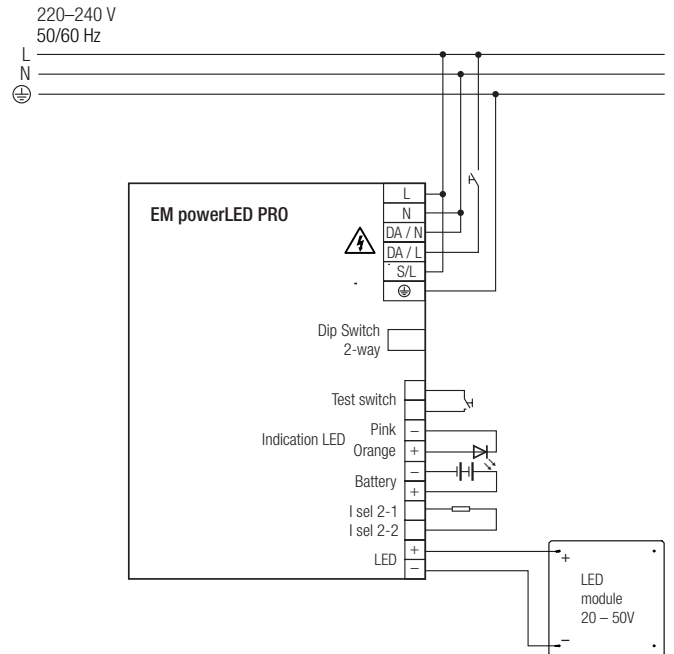 220–240 V
50/60 Hz
L
N
EM powerLED PRO
L
N
DA / N
DA / L
S/L
Dip Switch
2-way
Test switch
Indication LED
Pink –
Orange +
Battery –
+
I sel 2-1
I sel 2-2
LED +
–
+
LED
module
20 – 50V
–